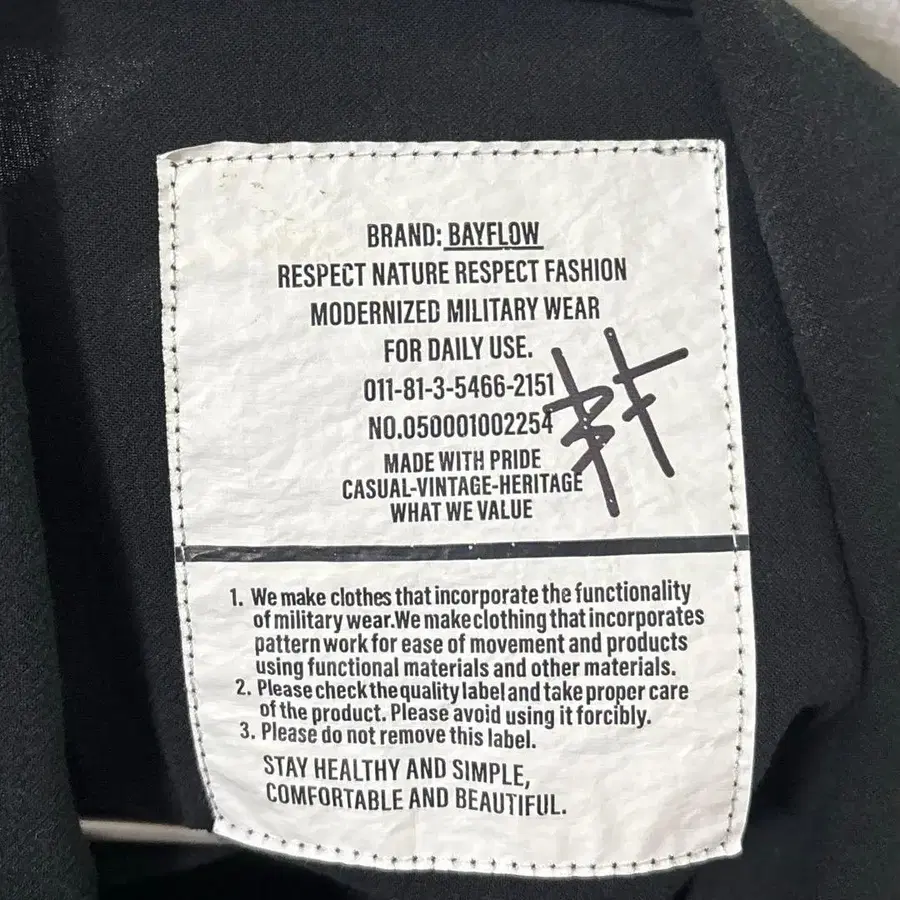 BRAND: BAYFLOW
RESPECT NATURE RESPECT FASHION
MODERNIZED MILITARY WEAR
FOR DAILY USE.
011-81-3-5466-2151
NO.050001002254
MADE WITH PRIDE
CASUAL-VINTAGE-HERITAGE
WHAT WE VALUE
1. We make clothes that incorporate the functionality
of military wear.We make clothing that incorporates
pattern work for ease of movement and products
using functional materials and other materials.
2. Please check the quality label and take proper care
of the product. Please avoid using it forcibly.
3. Please do not remove this label.
STAY HEALTHY AND SIMPLE,
COMFORTABLE AND BEAUTIFUL.